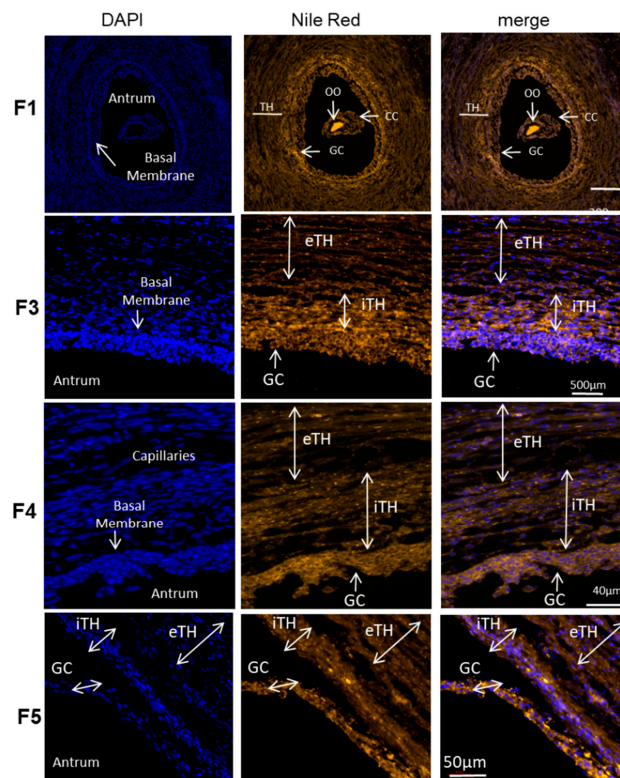 DAPI
Nile Red
merge
F1
Antrum
Basal
Membrane
TH
OO
CC
GC
TH
OO
CC
GC
F3
Basal
Membrane
Antrum
eTH
iTH
GC
eTH
iTH
GC
500µm
F4
Capillaries
Basal
Membrane
Antrum
eTH
iTH
GC
eTH
iTH
GC
40µm
F5
iTH
eTH
GC
Antrum
iTH
eTH
GC
iTH
eTH
GC
50µm